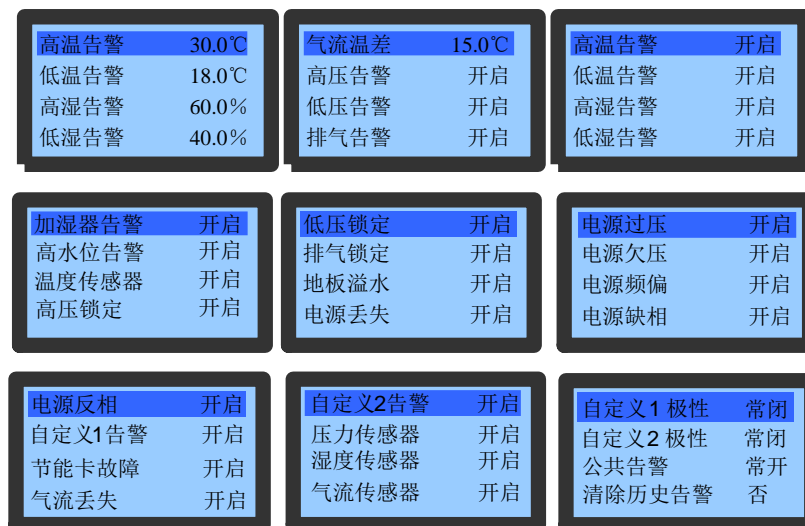 高温告警 30.0℃
低温告警 18.0℃
高湿告警 60.0%
低湿告警 40.0%
气流温差 15.0℃
高压告警 开启
低压告警 开启
排气告警 开启
高温告警 开启
低温告警 开启
高湿告警 开启
低湿告警 开启
加湿器告警 开启
高水位告警 开启
温度传感器 开启
高压锁定 开启
低压锁定 开启
排气锁定 开启
地板溢水 开启
电源丢失 开启
电源过压 开启
电源欠压 开启
电源频偏 开启
电源缺相 开启
电源反相 开启
自定义1告警 开启
节能卡故障 开启
气流丢失 开启
自定义2告警 开启
压力传感器 开启
湿度传感器 开启
气流传感器 开启
自定义1 极性 常闭
自定义2 极性 常闭
公共告警 常开
清除历史告警 否